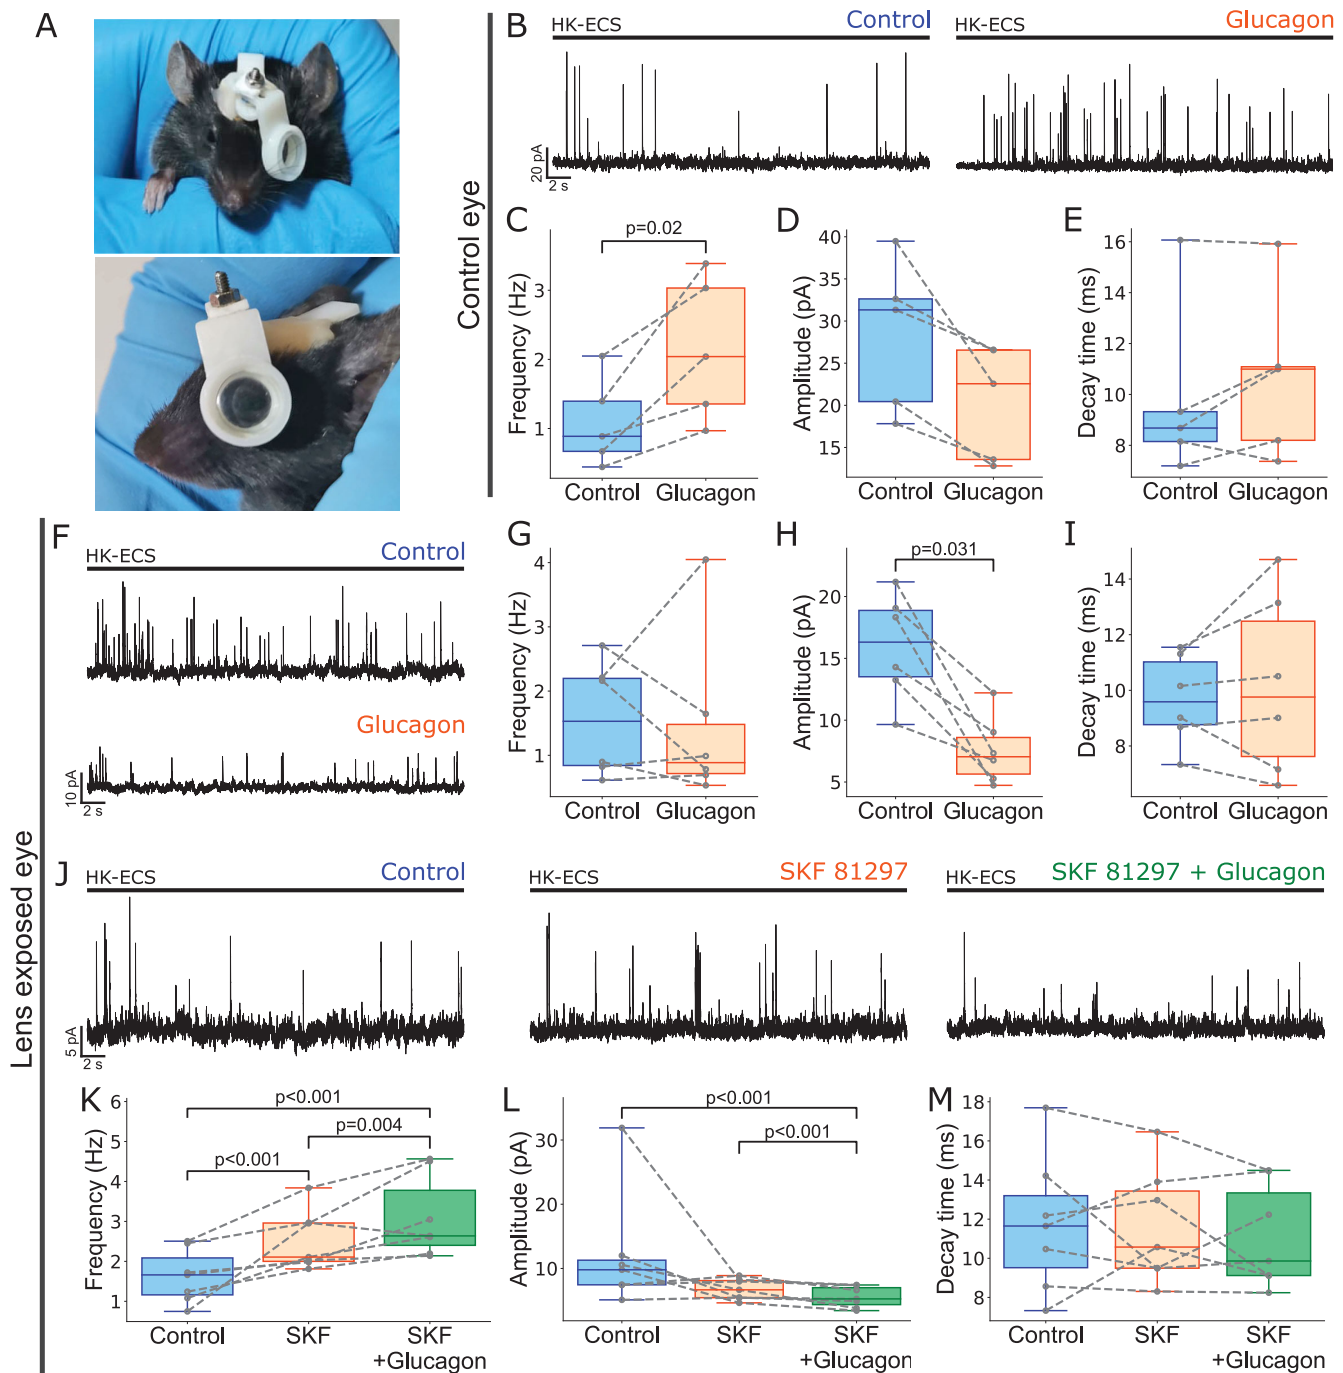 A
Control eye
B
HK-ECS
Control
Glucagon
20 pA
2 s
C
p=0.02
Frequency (Hz)
3
2
1
Control
Glucagon
D
Amplitude (pA)
40
35
30
25
20
15
Control
Glucagon
E
Decay time (ms)
16
14
12
10
8
Control
Glucagon
Lens exposed eye
F
HK-ECS
Control
Glucagon
10 pA
2 s
G
Frequency (Hz)
4
3
2
1
Control
Glucagon
H
p=0.031
Amplitude (pA)
20
15
10
5
Control
Glucagon
I
Decay time (ms)
14
12
10
8
Control
Glucagon
J
HK-ECS
Control
HK-ECS
SKF 81297
HK-ECS
SKF 81297 + Glucagon
5 pA
2 s
K
p<0.001
p=0.004
p<0.001
Frequency (Hz)
6
5
4
3
2
1
Control
SKF
SKF
+Glucagon
L
p<0.001
p<0.001
Amplitude (pA)
30
20
10
Control
SKF
SKF
+Glucagon
M
Decay time (ms)
18
16
14
12
10
8
Control
SKF
SKF
+Glucagon